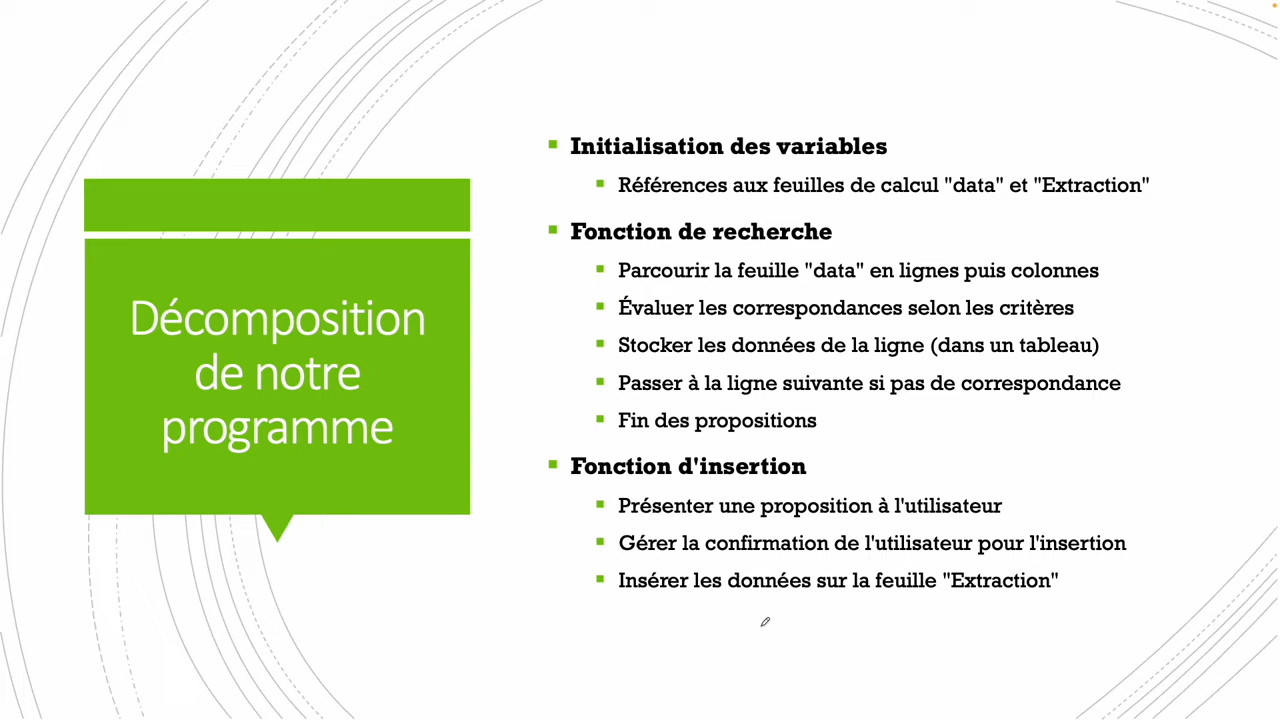 Décomposition
de notre
programme
Initialisation des variables
Références aux feuilles de calcul "data" et "Extraction"
Fonction de recherche
Parcourir la feuille "data" en lignes puis colonnes
Évaluer les correspondances selon les critères
Stocker les données de la ligne (dans un tableau)
Passer à la ligne suivante si pas de correspondance
Fin des propositions
Fonction d'insertion
Présenter une proposition à l'utilisateur
Gérer la confirmation de l'utilisateur pour l'insertion
Insérer les données sur la feuille "Extraction"